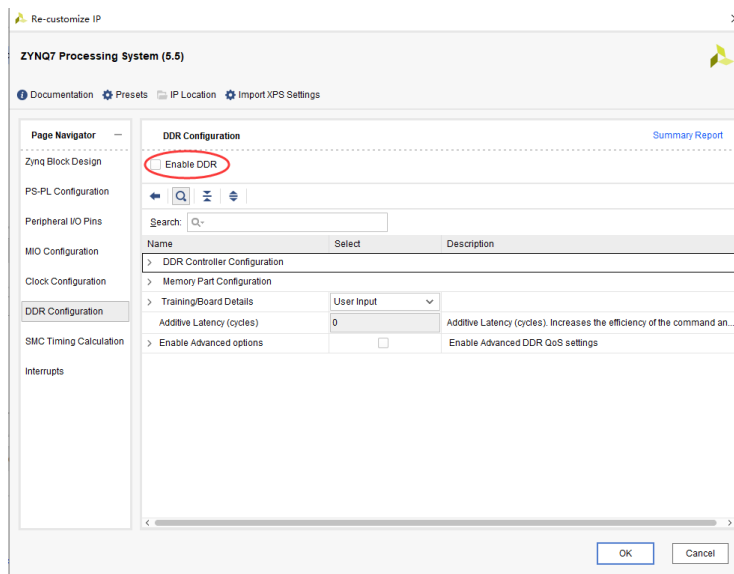 Re-customize IP
ZYNQ7 Processing System (5.5)
Documentation Presets IP Location Import XPS Settings
Page Navigator
DDR Configuration
Summary Report
Zynq Block Design
PS-PL Configuration
Peripheral I/O Pins
MIO Configuration
Clock Configuration
DDR Configuration
SMC Timing Calculation
Interrupts
Enable DDR
Search:
Name Select Description
DDR Controller Configuration
Memory Part Configuration
Training/Board Details User Input
Additive Latency (cycles) 0 Additive Latency (cycles). Increases the efficiency of the command an...
Enable Advanced options Enable Advanced DDR QoS settings
OK Cancel